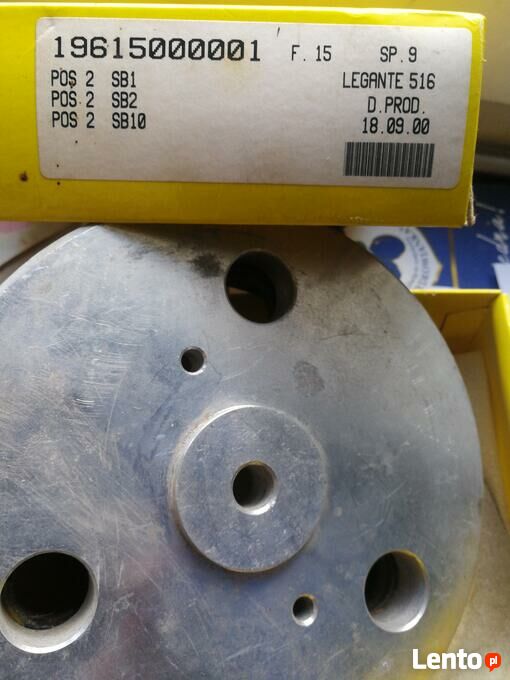 19615000001 F. 15 SP. 9
POS 2 SB1 LEGANTE 516
POS 2 SB2 D.PROD.
POS 2 SB10 18.09.00
Lento pl